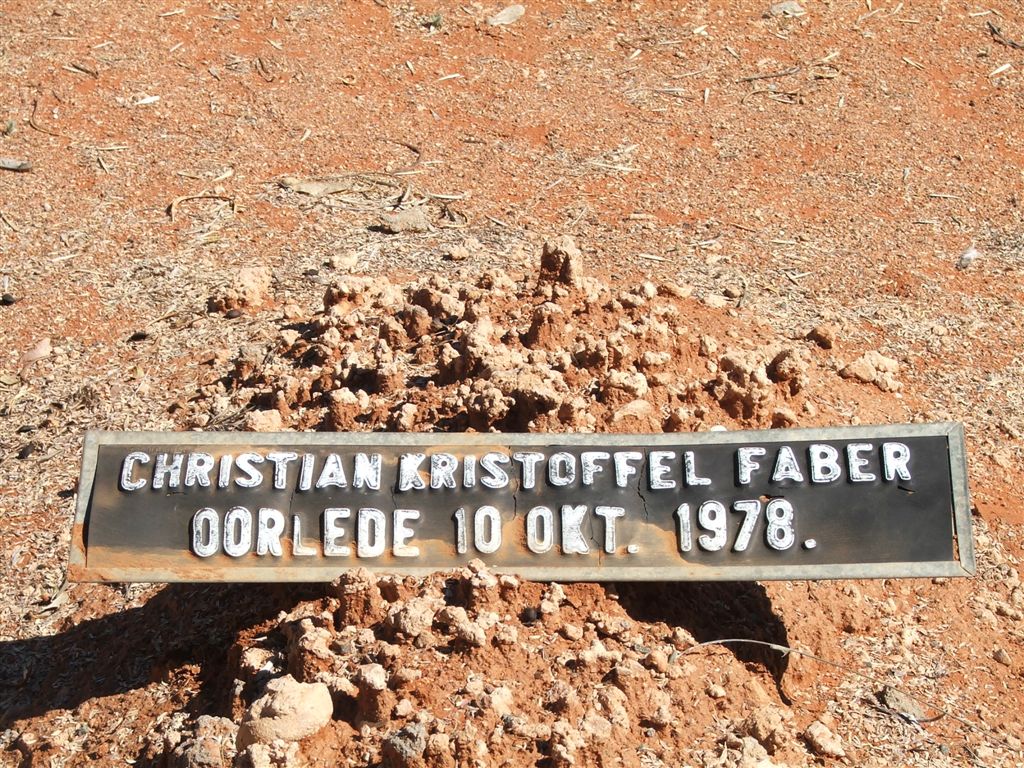 CHRISTIAN KRISTOFFEL FABER
OORLEDE 10 OKT. 1978.